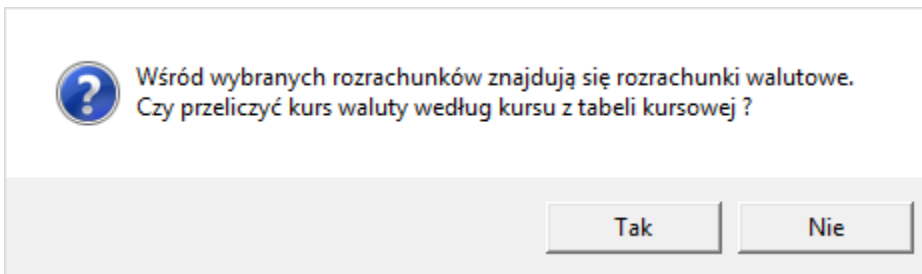 Wśród wybranych rozrachunków znajdują się rozrachunki walutowe.
Czy przeliczyć kurs waluty według kursu z tabeli kursowej ?
Tak
Nie